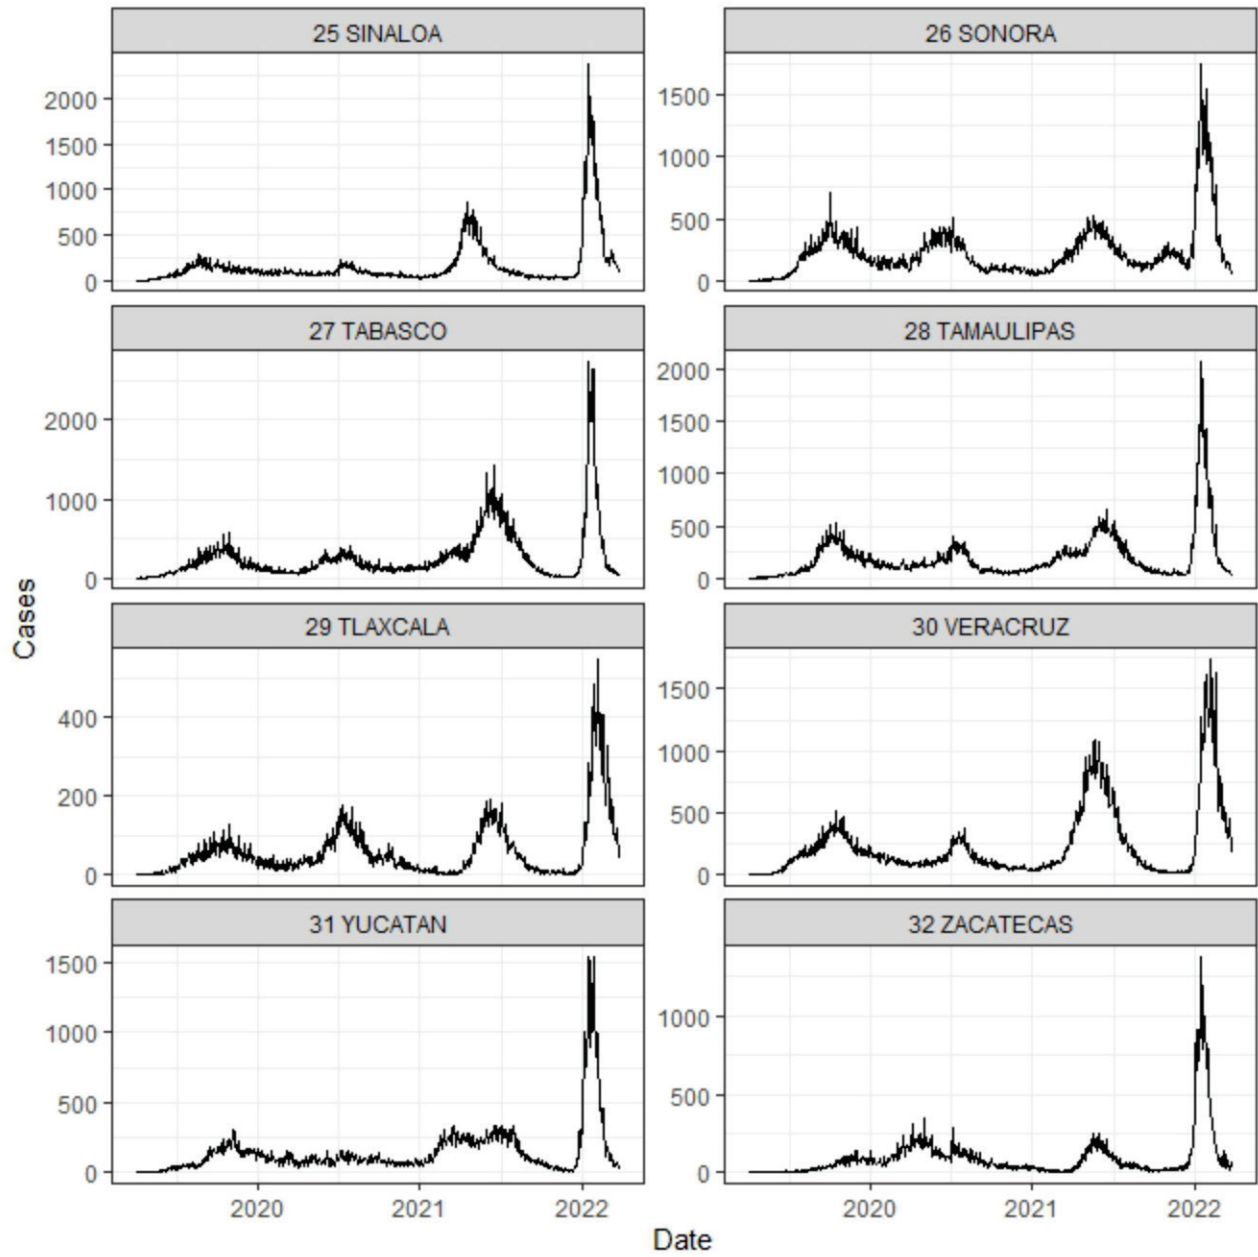 25 SINALOA
2000
1500
1000
500
0
26 SONORA
1500
1000
500
0
27 TABASCO
2000
1000
0
28 TAMAULIPAS
2000
1500
1000
500
0
29 TLAXCALA
400
200
0
30 VERACRUZ
1500
1000
500
0
31 YUCATAN
1500
1000
500
0
32 ZACATECAS
1000
500
0
Cases
2020 2021 2022
2020 2021 2022
Date